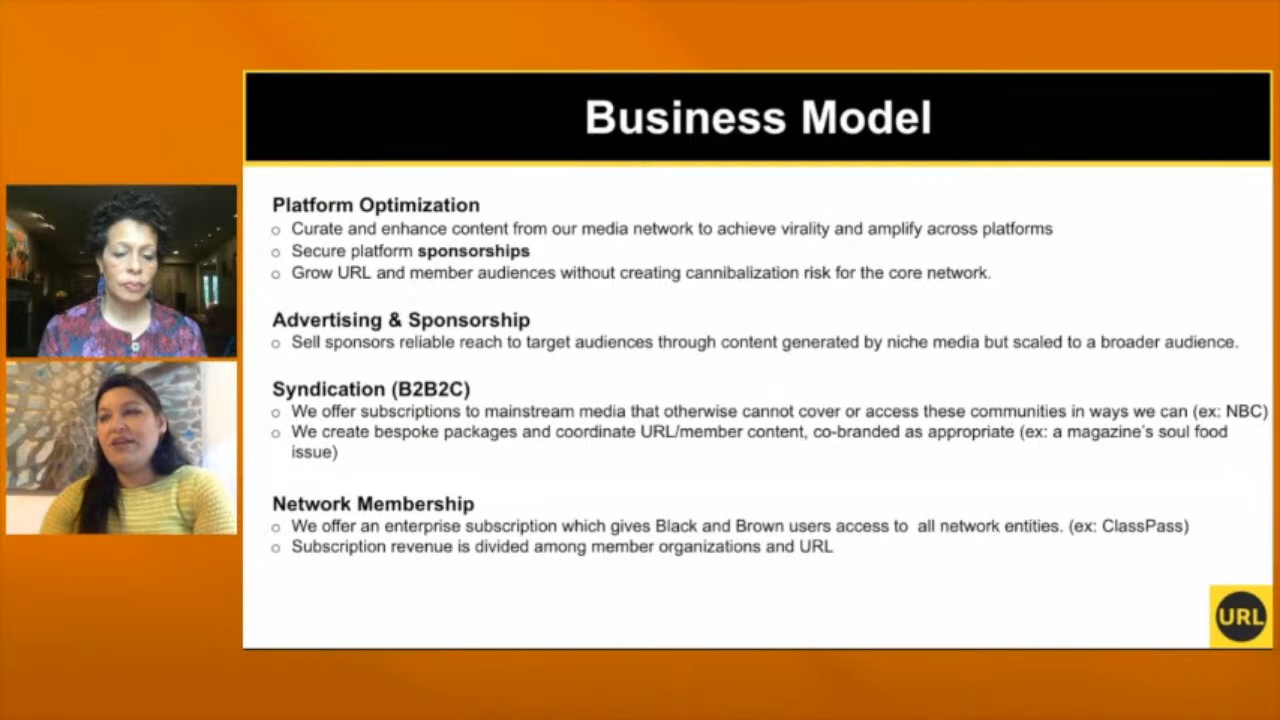 Business Model
Platform Optimization
o Curate and enhance content from our media network to achieve virality and amplify across platforms
o Secure platform sponsorships
o Grow URL and member audiences without creating cannibalization risk for the core network.
Advertising & Sponsorship
o Sell sponsors reliable reach to target audiences through content generated by niche media but scaled to a broader audience.
Syndication (B2B2C)
o We offer subscriptions to mainstream media that otherwise cannot cover or access these communities in ways we can (ex: NBC)
o We create bespoke packages and coordinate URL/member content, co-branded as appropriate (ex: a magazine's soul food
issue)
Network Membership
o We offer an enterprise subscription which gives Black and Brown users access to all network entities. (ex: ClassPass)
o Subscription revenue is divided among member organizations and URL
URL